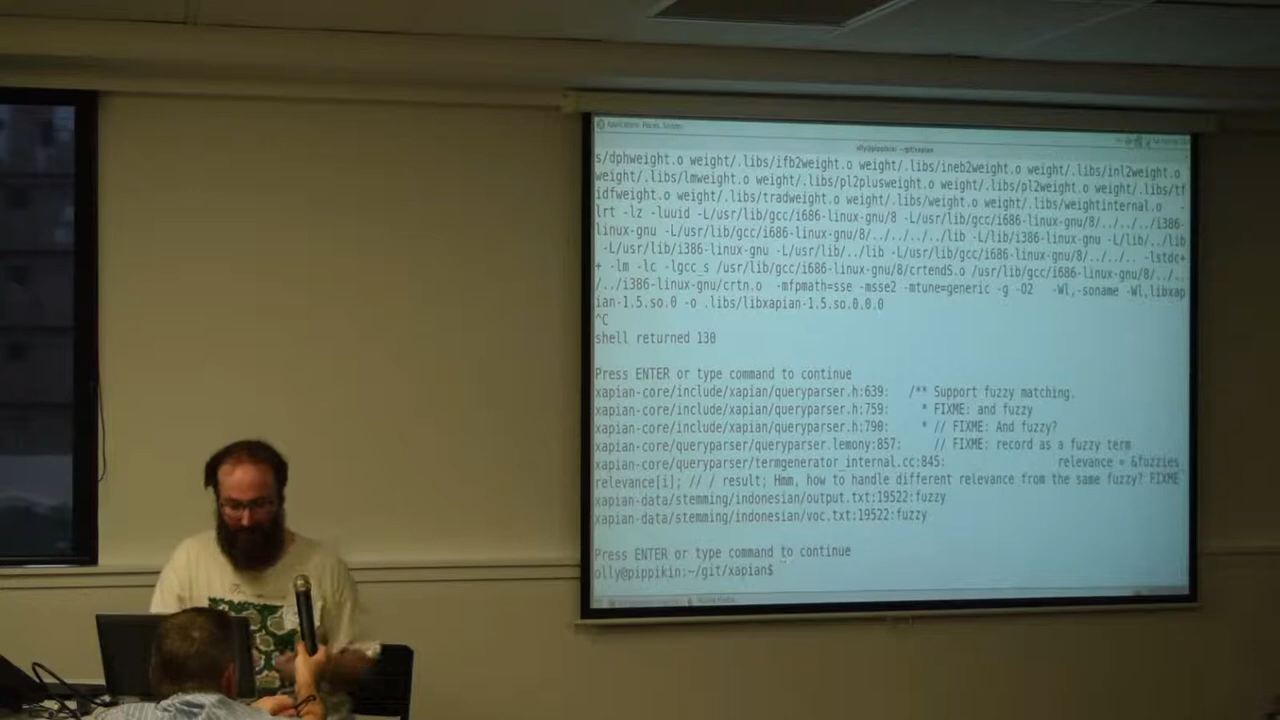 Applications Places System
olly@pippikin: ~/git/xapian
s/dphweight.o weight/.libs/ifb2weight.o weight/.libs/ineb2weight.o weight/.libs/inl2weight.o
weight/.libs/lmweight.o weight/.libs/pl2plusweight.o weight/.libs/pl2weight.o weight/.libs/tf
idfweight.o weight/.libs/tradweight.o weight/.libs/weight.o weight/.libs/weightinternal.o -
lrt -lz -luuid -L/usr/lib/gcc/i686-linux-gnu/8 -L/usr/lib/gcc/i686-linux-gnu/8/../../../i386-
linux-gnu -L/usr/lib/gcc/i686-linux-gnu/8/../../../../lib -L/lib/i386-linux-gnu -L/lib/../lib
-L/usr/lib/i386-linux-gnu -L/usr/lib/../lib -L/usr/lib/gcc/i686-linux-gnu/8/../../.. -lstdc+
+ -lm -lc -lgcc_s /usr/lib/gcc/i686-linux-gnu/8/crtendS.o /usr/lib/gcc/i686-linux-gnu/8/../..
/../i386-linux-gnu/crtn.o -mfpmath=sse -msse2 -mtune=generic -g -O2 -Wl,-soname -Wl,libxap
ian-1.5.so.0 -o .libs/libxapian-1.5.so.0.0.0
^C
shell returned 130
Press ENTER or type command to continue
xapian-core/include/xapian/queryparser.h:639: /** Support fuzzy matching.
xapian-core/include/xapian/queryparser.h:759: * FIXME: and fuzzy
xapian-core/include/xapian/queryparser.h:790: * // FIXME: And fuzzy?
xapian-core/queryparser/queryparser.lemony:857: // FIXME: record as a fuzzy term
xapian-core/queryparser/termgenerator_internal.cc:845: relevance = &fuzzies
relevance[i]; // / result; Hmm, how to handle different relevance from the same fuzzy? FIXME
xapian-data/stemming/indonesian/output.txt:19522:fuzzy
xapian-data/stemming/indonesian/voc.txt:19522:fuzzy
Press ENTER or type command to continue
olly@pippikin:~/git/xapian$